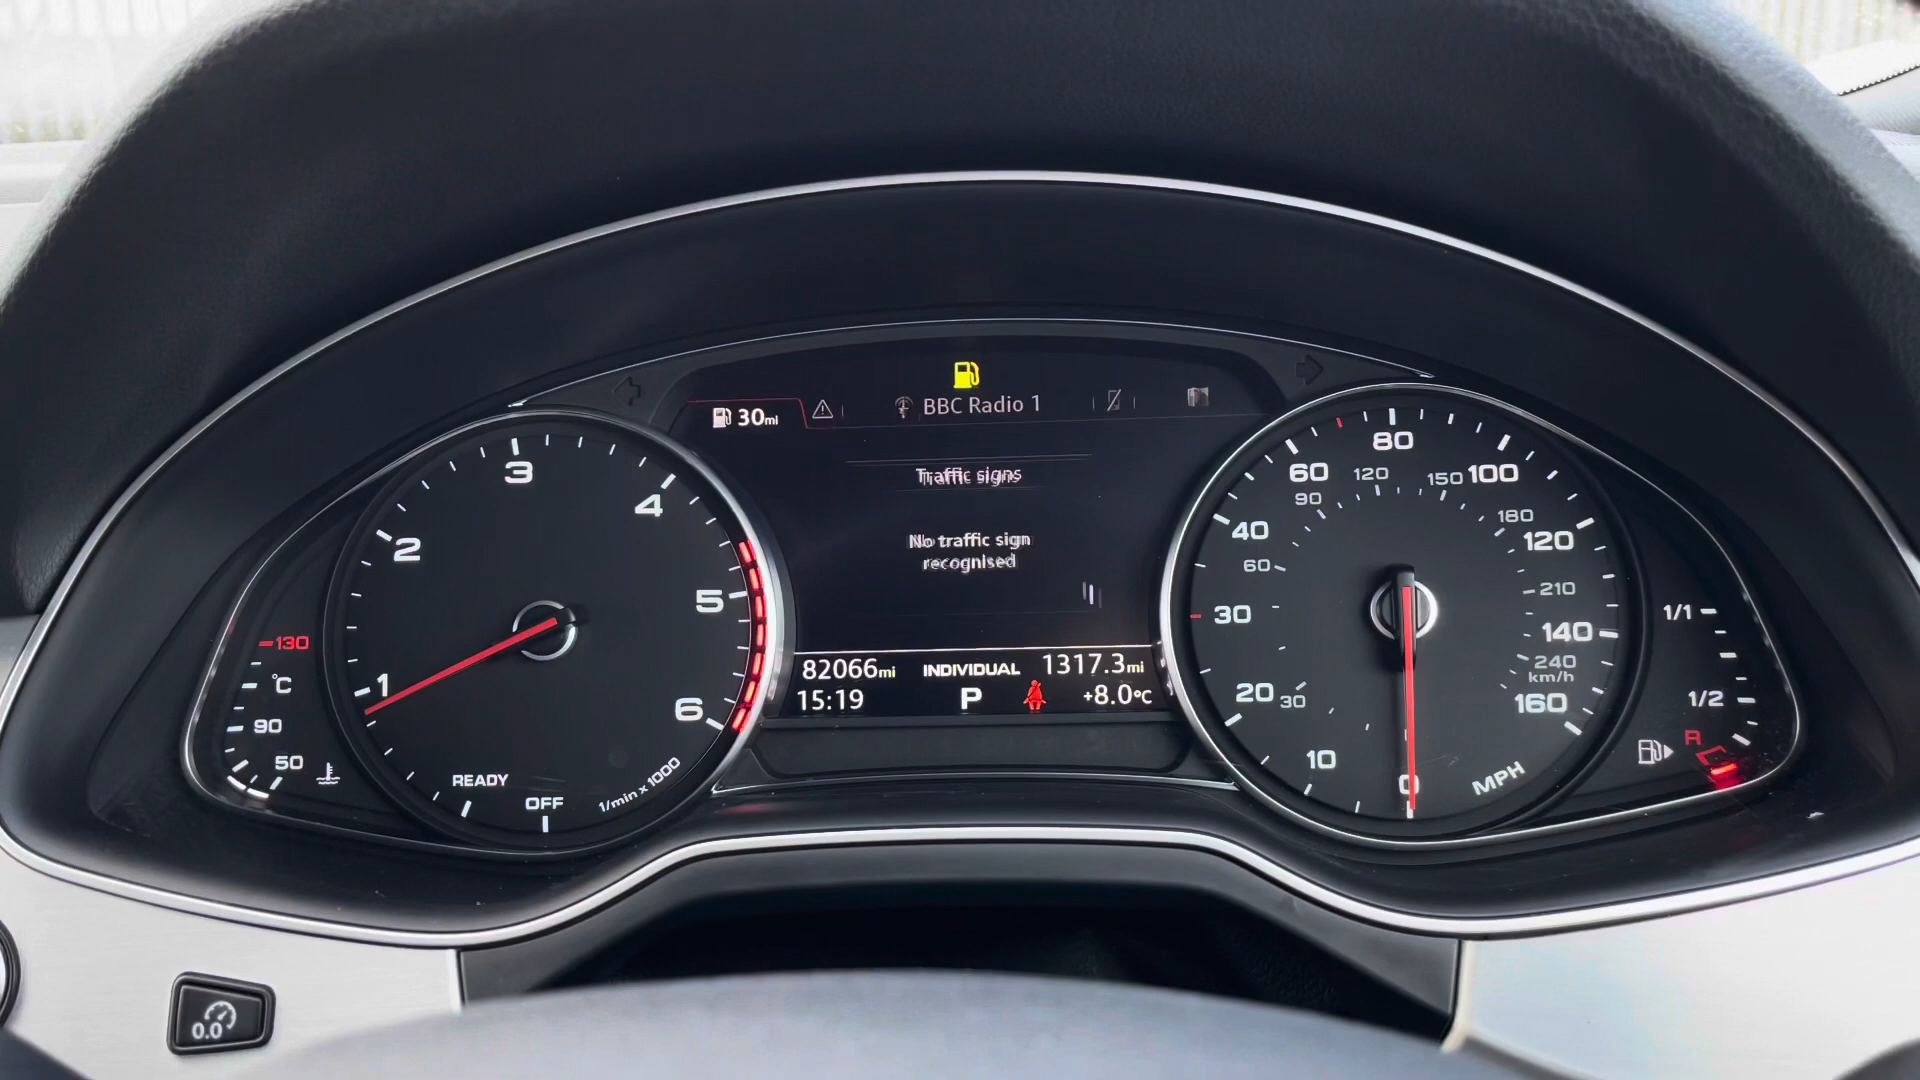 30mi
BBC Radio 1
Traffic signs
No traffic sign
recognised
82066mi
INDIVIDUAL
1317.3mi
15:19
P
+8.0°C
1
2
3
4
5
6
READY
OFF
1/min x 1000
130
°C
90
50
0
10
20
30
40
60
80
100
120
140
160
MPH
30
60
90
120
150
180
210
240
km/h
1/1
1/2
R
0.0